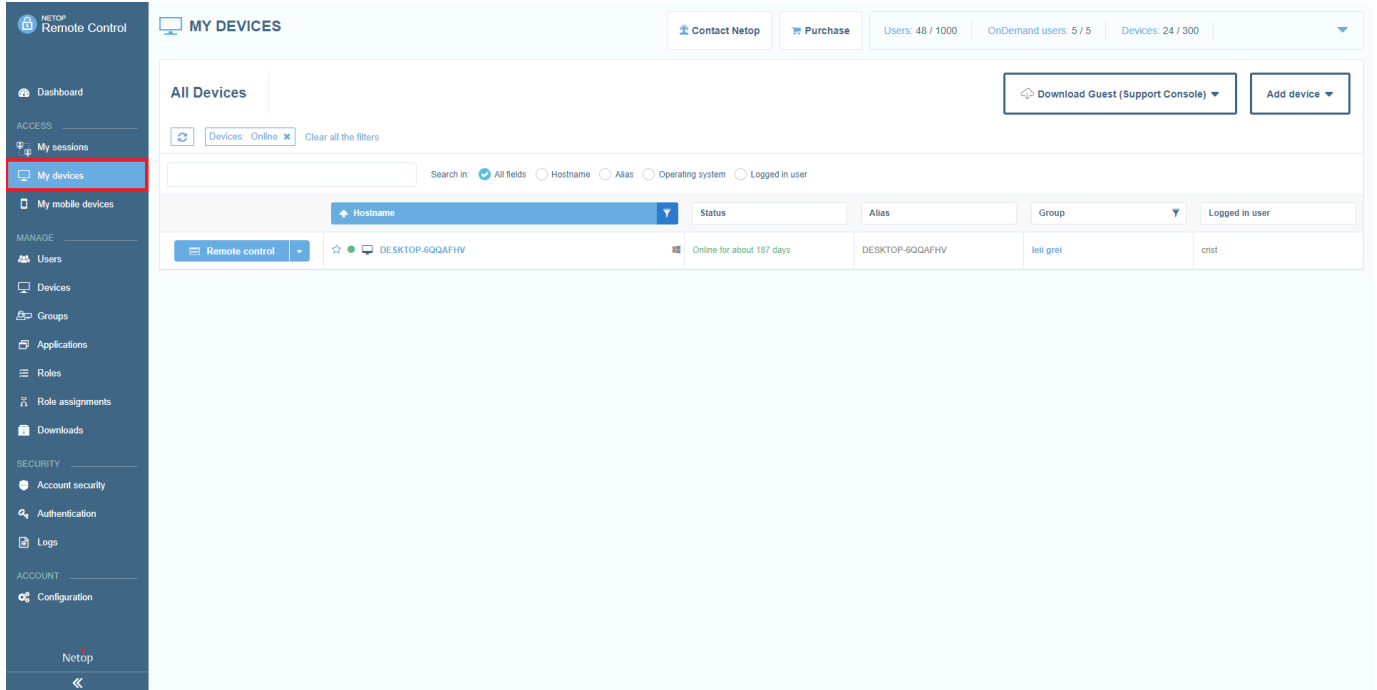 NETOP
Remote Control
MY DEVICES
Contact Netop
Purchase
Users: 48 / 1000
OnDemand users: 5 / 5
Devices: 24 / 300
Dashboard
ACCESS
My sessions
My devices
My mobile devices
MANAGE
Users
Devices
Groups
Applications
Roles
Role assignments
Downloads
SECURITY
Account security
Authentication
Logs
ACCOUNT
Configuration
Netop
All Devices
Download Guest (Support Console)
Add device
Devices: Online
Clear all the filters
Search in: All fields Hostname Alias Operating system Logged in user
Hostname Status Alias Group Logged in user
Remote control DESKTOP-6QQAFHV Online for about 187 days DESKTOP-6QQAFHV leii grei crist